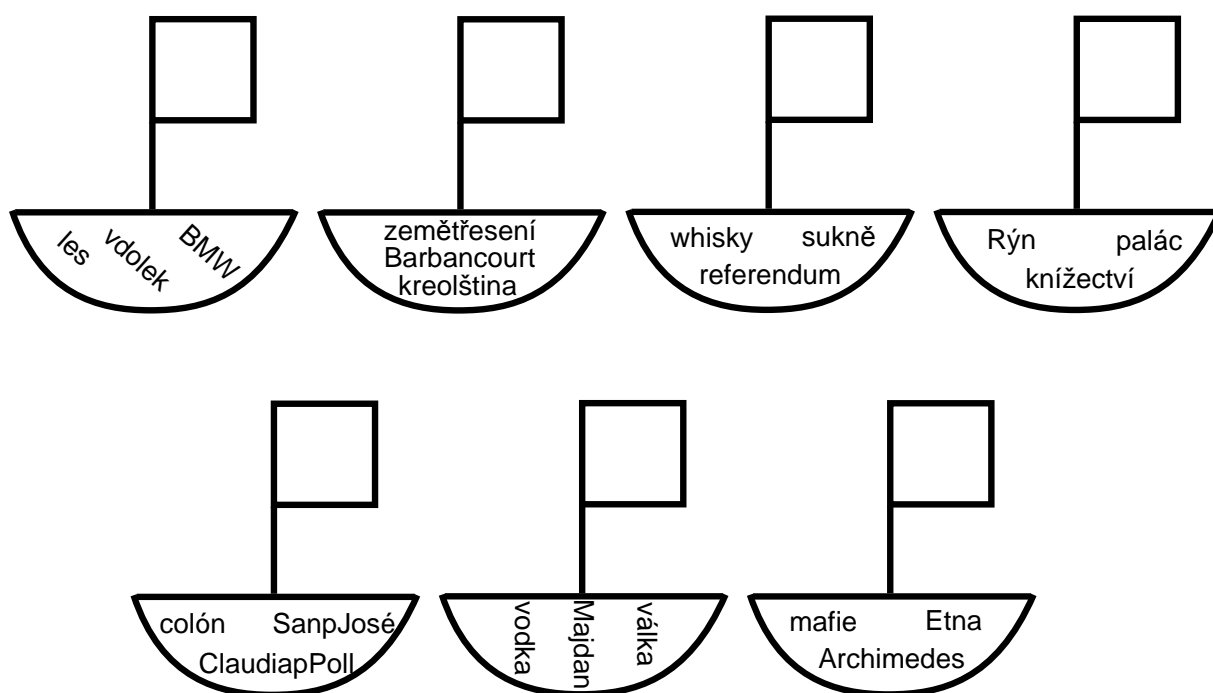 les vdolek BMW
zemětřesení
Barbancourt
kreolština
whisky sukně
referendum
Rýn palác
knížectví
colón SanpJosé
ClaudiapPoll
vodka Majdan válka
mafie Etna
Archimedes